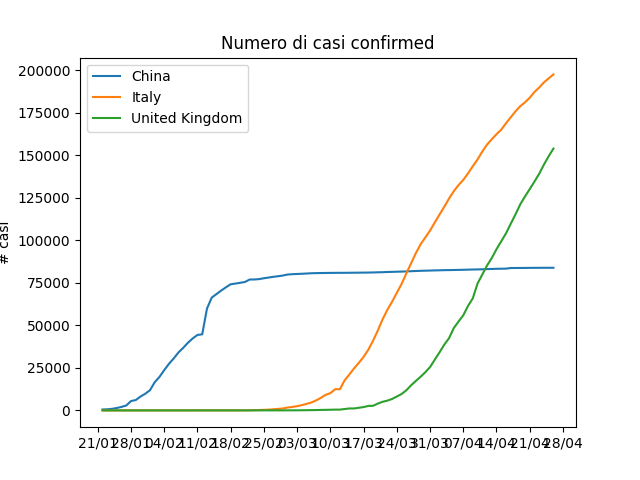 Numero di casi confirmed
China
Italy
United Kingdom
200000
175000
150000
125000
100000
75000
50000
25000
0
# casi
21/01 28/01 04/02 11/02 18/02 25/02 03/03 10/03 17/03 24/03 31/03 07/04 14/04 21/04 28/04